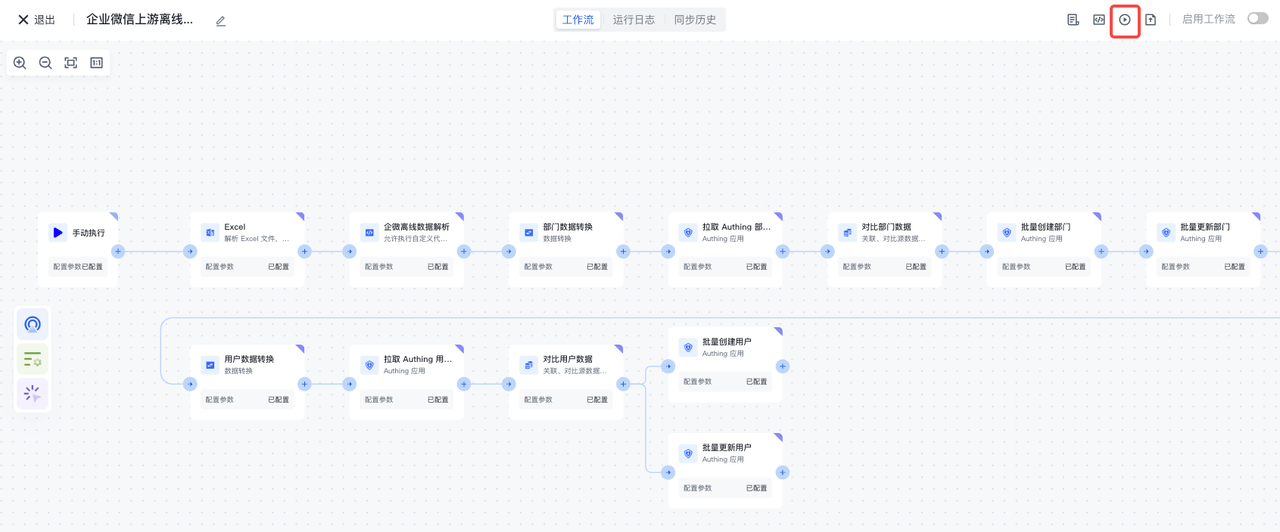 退出
企业微信上游离线...
工作流
运行日志
同步历史
启用工作流
1:1
手动执行
配置参数已配置
Excel
解析 Excel 文件、...
配置参数 已配置
企微离线数据解析
允许执行自定义代...
配置参数 已配置
部门数据转换
数据转换
配置参数 已配置
拉取 Authing 部...
Authing 应用
配置参数 已配置
对比部门数据
关联、对比源数据...
配置参数 已配置
批量创建部门
Authing 应用
配置参数 已配置
批量更新部门
Authing 应用
配置参数 已配置
用户数据转换
数据转换
配置参数 已配置
拉取 Authing 用...
Authing 应用
配置参数 已配置
对比用户数据
关联、对比源数据...
配置参数 已配置
批量创建用户
Authing 应用
配置参数 已配置
批量更新用户
Authing 应用
配置参数 已配置